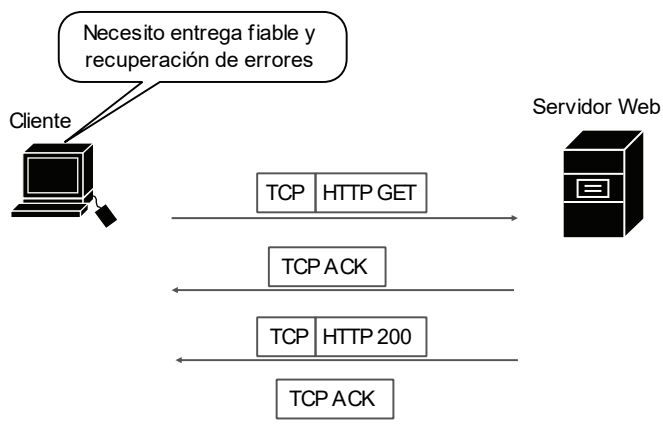 Necesito entrega fiable y
recuperación de errores
Cliente
Servidor Web
TCP HTTP GET
TCP ACK
TCP HTTP 200
TCP ACK